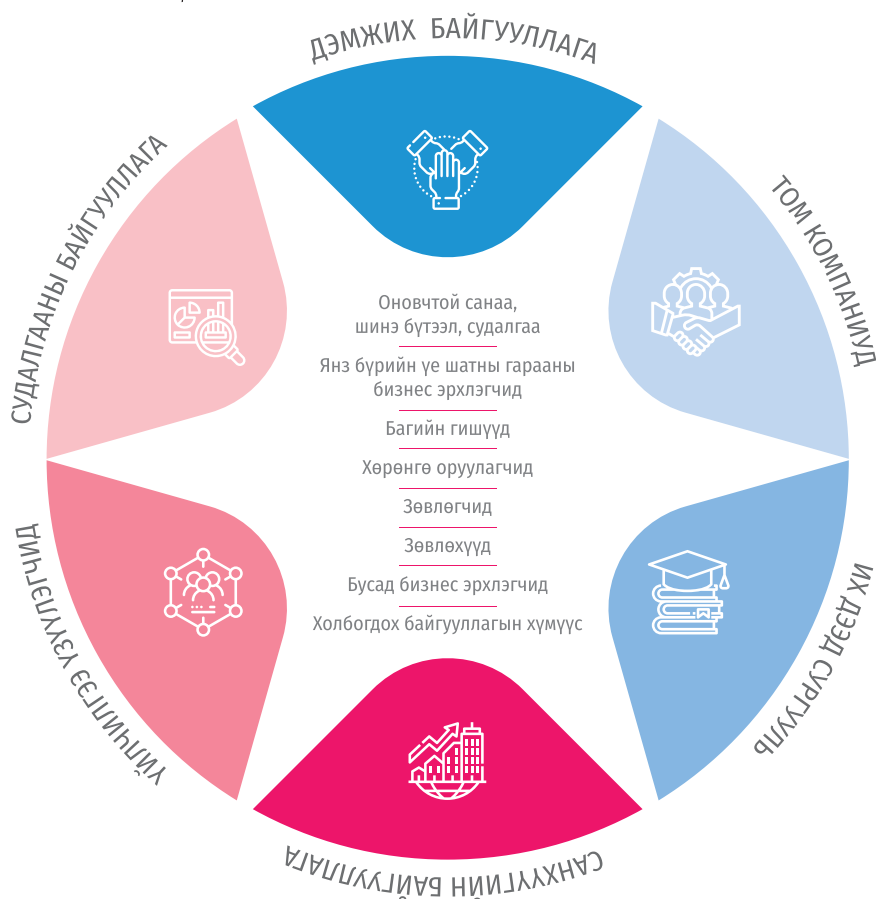 ДЭМЖИХ БАЙГУУЛЛАГА
ТОМ КОМПАНИУД
ИХ ДЭЭД СУРГУУЛЬ
САНХҮҮГИЙН БАЙГУУЛЛАГА
ҮЙЛЧИЛГЭЭ ҮЗҮҮЛЭГЧИД
СУДАЛГААНЫ БАЙГУУЛЛАГА
Оновчтой санаа,
шинэ бүтээл, судалгаа
Янз бүрийн үе шатны гарааны
бизнес эрхлэгчид
Багийн гишүүд
Хөрөнгө оруулагчид
Зөвлөгчид
Зөвлөхүүд
Бусад бизнес эрхлэгчид
Холбогдох байгууллагын хүмүүс